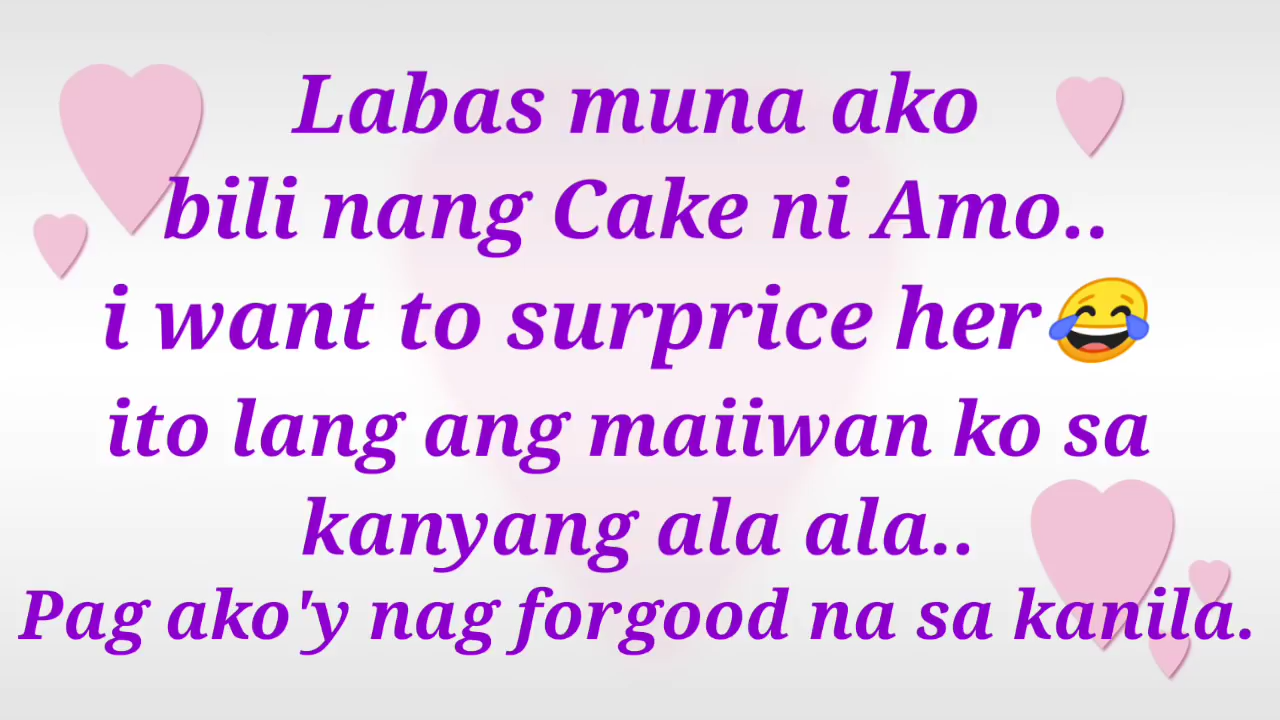 Labas muna ako
bili nang Cake ni Amo..
i want to surprice her😂
ito lang ang maiiwan ko sa
kanyang ala ala..
Pag ako'y nag forgood na sa kanila.